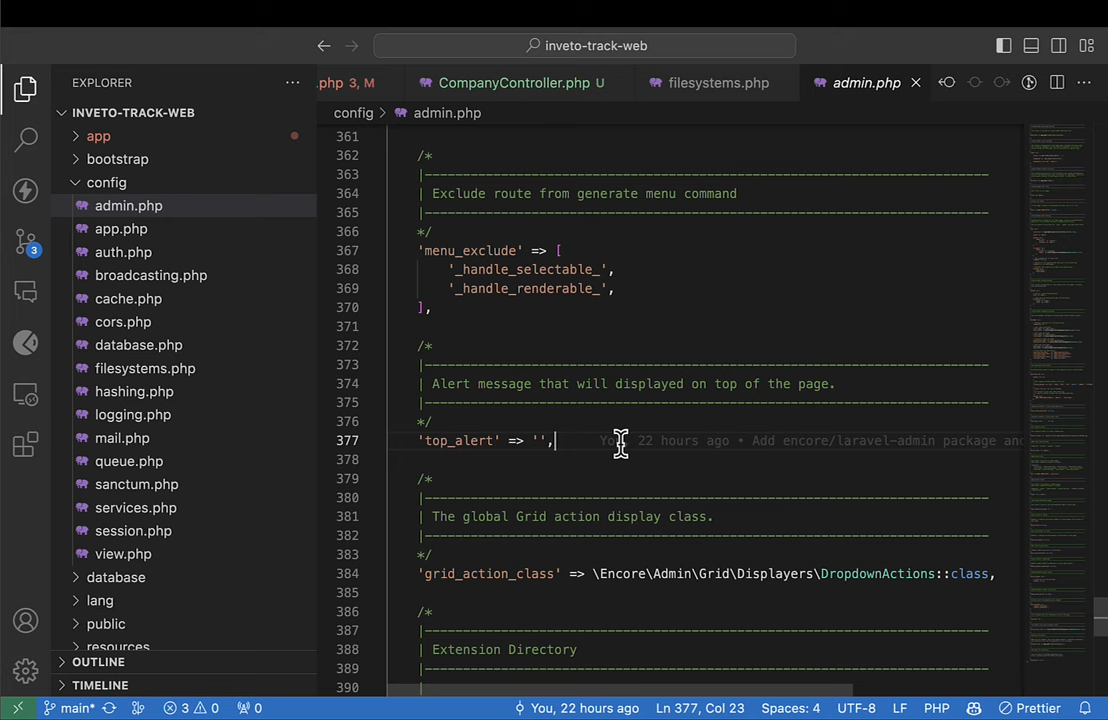 inveto-track-web
EXPLORER
.php 3, M
CompanyController.php U
filesystems.php
admin.php
INVETO-TRACK-WEB
config > admin.php
app
bootstrap
config
admin.php
app.php
auth.php
broadcasting.php
cache.php
cors.php
database.php
filesystems.php
hashing.php
logging.php
mail.php
queue.php
sanctum.php
services.php
session.php
view.php
database
lang
public
resources
OUTLINE
TIMELINE
3
361
362 /*
363 |--------------------------------------------------------------------------
364 | Exclude route from generate menu command
365 |--------------------------------------------------------------------------
366 */
367 'menu_exclude' => [
368 '_handle_selectable_',
369 '_handle_renderable_',
370 ],
371
372 /*
373 |--------------------------------------------------------------------------
374 | Alert message that will displayed on top of the page.
375 |--------------------------------------------------------------------------
376 */
377 'top_alert' => '', 22 hours ago • Add encore/laravel-admin package and
378
379 /*
380 |--------------------------------------------------------------------------
381 | The global Grid action display class.
382 |--------------------------------------------------------------------------
383 */
384 'grid_action_class' => \Encore\Admin\Grid\Displayers\DropdownActions::class,
385
386 /*
387 |--------------------------------------------------------------------------
388 | Extension Directory
389 |--------------------------------------------------------------------------
390 |
main* 3 0 0 You, 22 hours ago Ln 377, Col 23 Spaces: 4 UTF-8 LF PHP Prettier